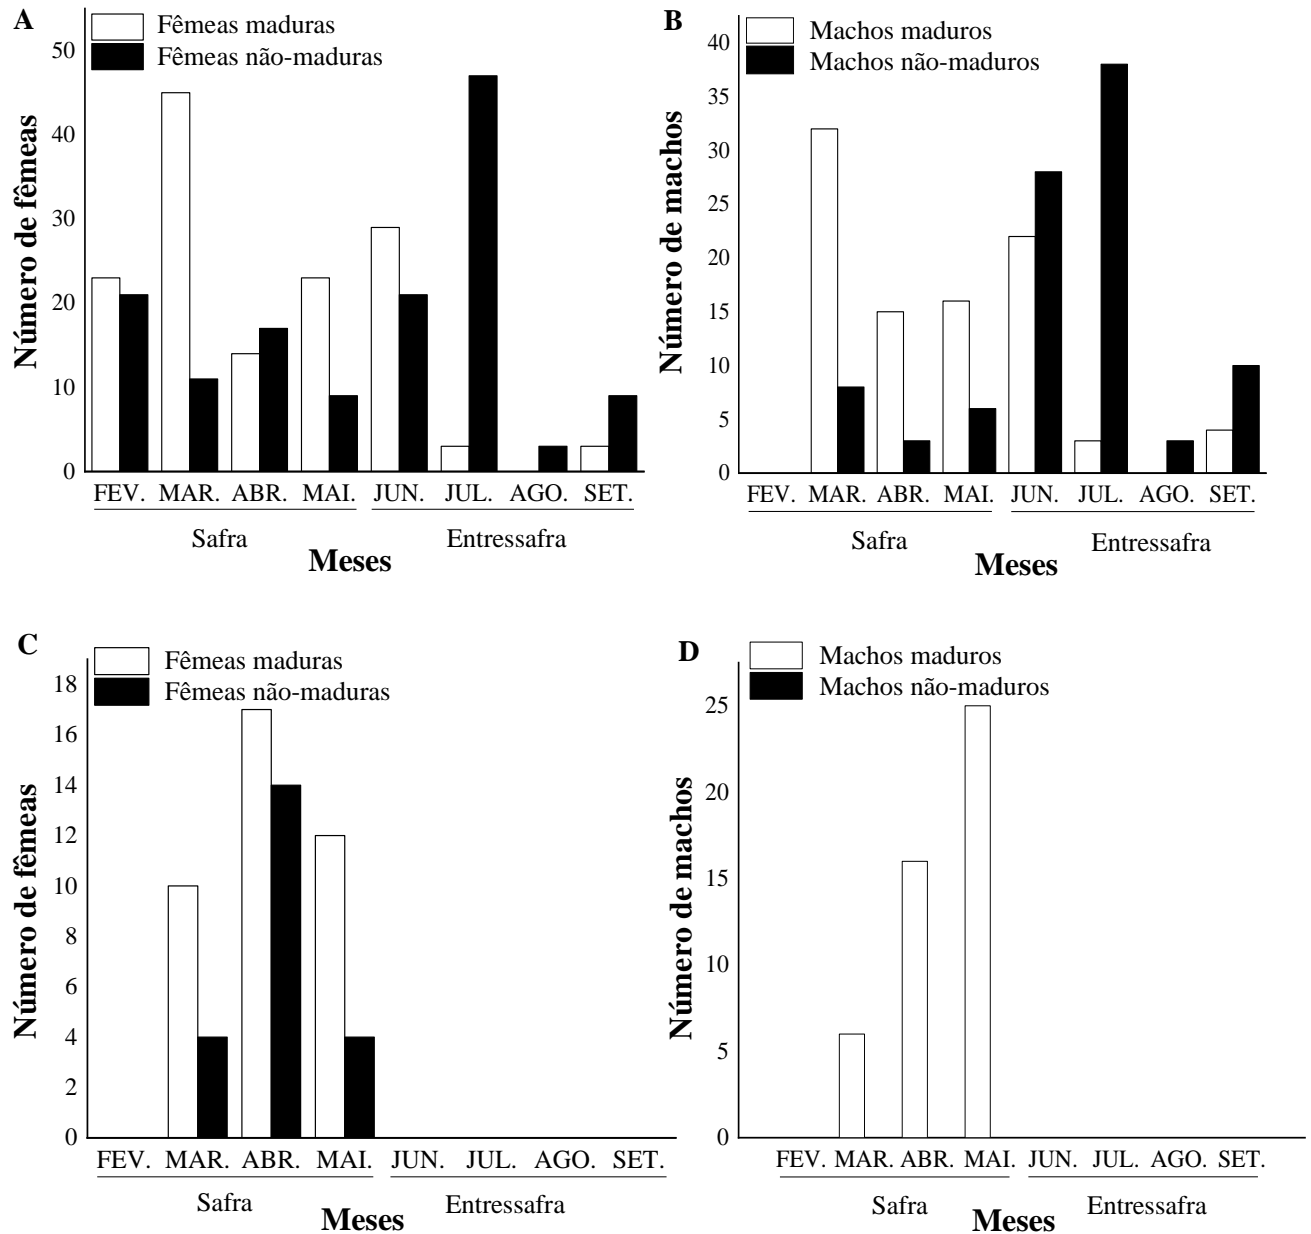 A
Fêmeas maduras
Fêmeas não-maduras
Número de fêmeas
50
40
30
20
10
0
FEV. MAR. ABR. MAI. JUN. JUL. AGO. SET.
Safra Entressafra
Meses
B
Machos maduros
Machos não-maduros
Número de machos
40
35
30
25
20
15
10
5
0
FEV. MAR. ABR. MAI. JUN. JUL. AGO. SET.
Safra Entressafra
Meses
C
Fêmeas maduras
Fêmeas não-maduras
Número de fêmeas
18
16
14
12
10
8
6
4
2
0
FEV. MAR. ABR. MAI. JUN. JUL. AGO. SET.
Safra Entressafra
Meses
D
Machos maduros
Machos não-maduros
Número de machos
25
20
15
10
5
0
FEV. MAR. ABR. MAI. JUN. JUL. AGO. SET.
Safra Entressafra
Meses